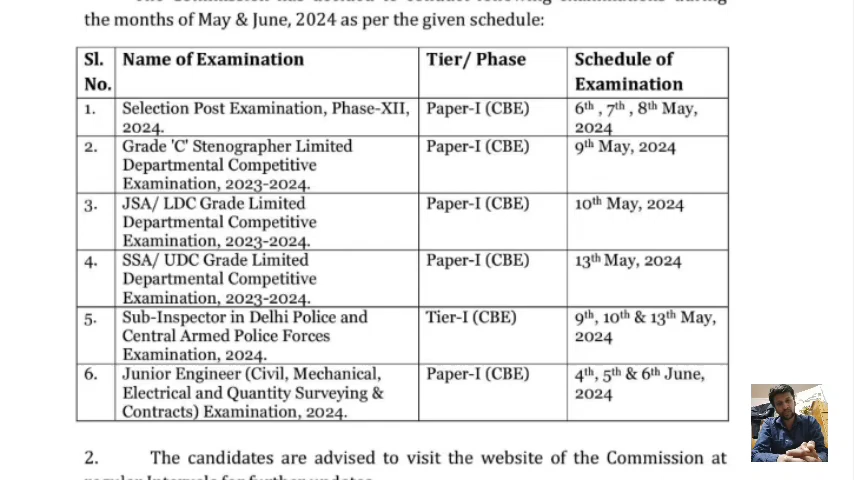 the months of May & June, 2024 as per the given schedule:
Sl. No. Name of Examination Tier/ Phase Schedule of Examination
1. Selection Post Examination, Phase-XII, 2024. Paper-I (CBE) 6th , 7th , 8th May, 2024
2. Grade 'C' Stenographer Limited Departmental Competitive Examination, 2023-2024. Paper-I (CBE) 9th May, 2024
3. JSA/ LDC Grade Limited Departmental Competitive Examination, 2023-2024. Paper-I (CBE) 10th May, 2024
4. SSA/ UDC Grade Limited Departmental Competitive Examination, 2023-2024. Paper-I (CBE) 13th May, 2024
5. Sub-Inspector in Delhi Police and Central Armed Police Forces Examination, 2024. Tier-I (CBE) 9th, 10th & 13th May, 2024
6. Junior Engineer (Civil, Mechanical, Electrical and Quantity Surveying & Contracts) Examination, 2024. Paper-I (CBE) 4th, 5th & 6th June, 2024
2. The candidates are advised to visit the website of the Commission at